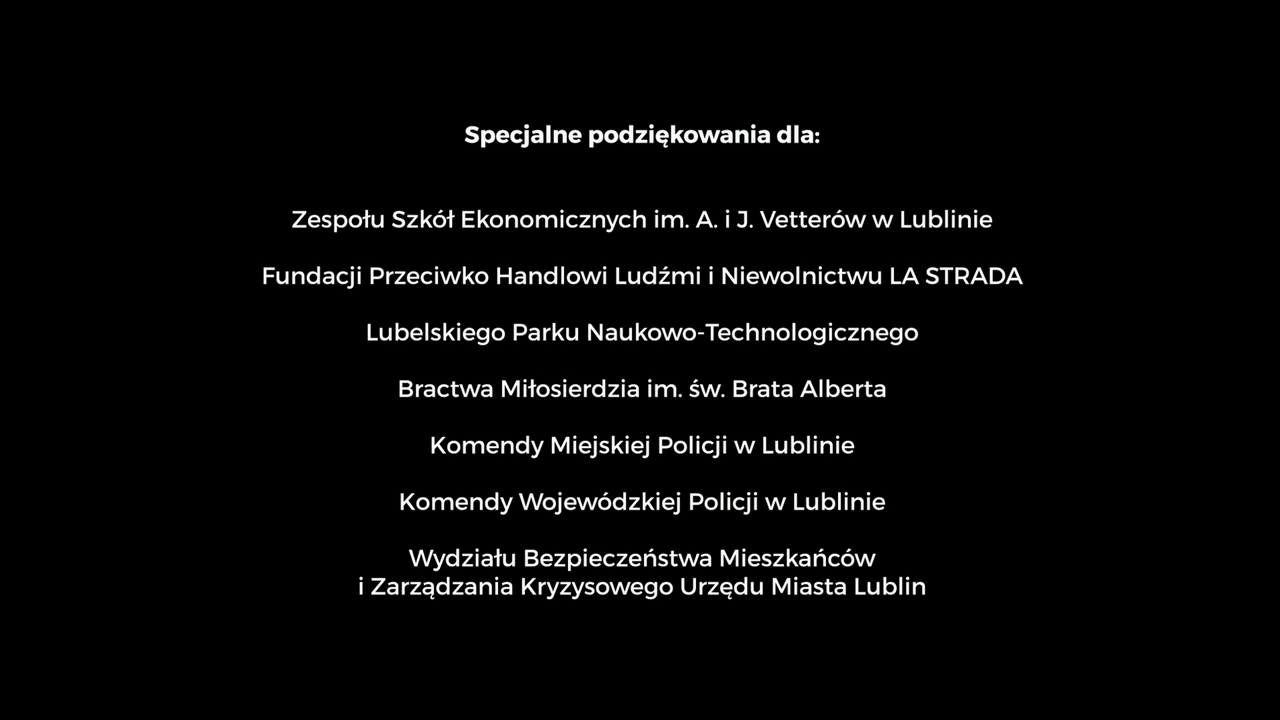 Specjalne podziękowania dla:
Zespołu Szkół Ekonomicznych im. A. i J. Vetterów w Lublinie
Fundacji Przeciwko Handlowi Ludźmi i Niewolnictwu LA STRADA
Lubelskiego Parku Naukowo-Technologicznego
Bractwa Miłosierdzia im. św. Brata Alberta
Komendy Miejskiej Policji w Lublinie
Komendy Wojewódzkiej Policji w Lublinie
Wydziału Bezpieczeństwa Mieszkańców
i Zarządzania Kryzysowego Urzędu Miasta Lublin